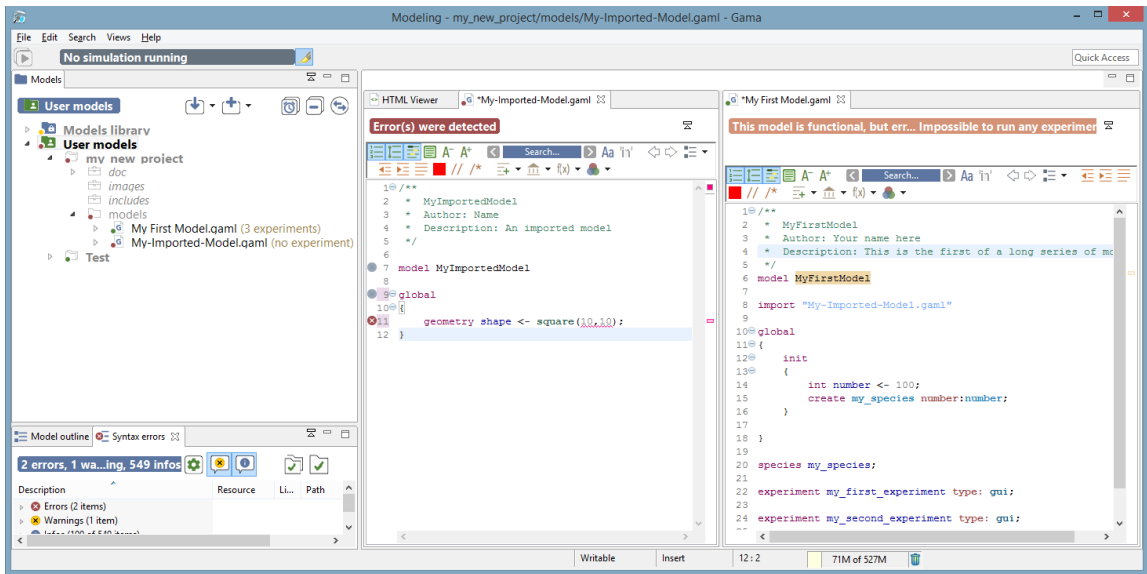 Modeling - my_new_project/models/My-Imported-Model.gaml - Gama
File Edit Search Views Help
No simulation running
Quick Access
Models
User models
Models library
User models
my_new_project
doc
images
includes
models
My First Model.gaml (3 experiments)
My-Imported-Model.gaml (no experiment)
Test
Model outline
Syntax errors
2 errors, 1 wa...ing, 549 infos
Description Resource Li... Path
Errors (2 items)
Warnings (1 item)
Infos (100 of 549 items)
HTML Viewer
*My-Imported-Model.gaml
Error(s) were detected
A- A+ Search... Aa
// /* f(x)
1 /**
2 * MyImportedModel
3 * Author: Name
4 * Description: An imported model
5 */
6
7 model MyImportedModel
8
9 global
10 {
11 geometry shape <- square(10,10);
12 }
*My First Model.gaml
This model is functional, but err... Impossible to run any experimer
A- A+ Search... Aa
// /* f(x)
1 /**
2 * MyFirstModel
3 * Author: Your name here
4 * Description: This is the first of a long series of mo
5 */
6 model MyFirstModel
7
8 import "My-Imported-Model.gaml"
9
10 global
11 {
12 init
13 {
14 int number <- 100;
15 create my_species number:number;
16 }
17
18 }
19
20 species my_species;
21
22 experiment my_first_experiment type: gui;
23
24 experiment my_second_experiment type: gui;
Writable Insert 12 : 2 71M of 527M